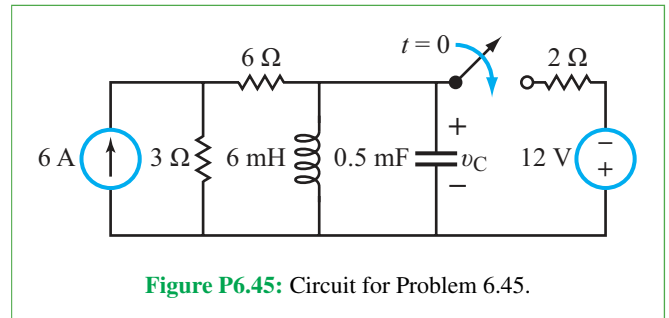 t = 0
6 Ω
2 Ω
6 A
3 Ω
6 mH
0.5 mF
+
υC
−
12 V
−
+
Figure P6.45: Circuit for Problem 6.45.